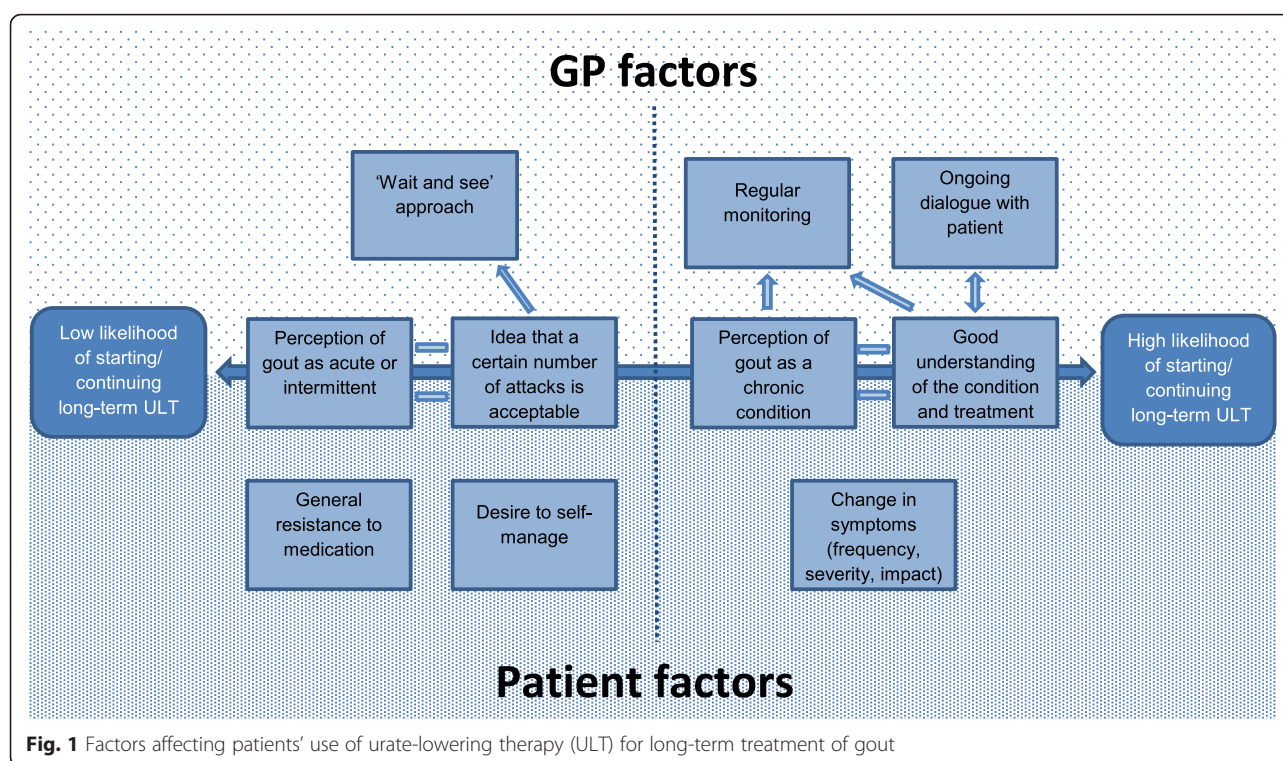 GP factors
'Wait and see'
approach
Regular
monitoring
Ongoing
dialogue with
patient
Low likelihood
of starting/
continuing
long-term ULT
Perception of
gout as acute or
intermittent
Idea that a
certain number
of attacks is
acceptable
Perception of
gout as a
chronic
condition
Good
understanding
of the condition
and treatment
High likelihood
of starting/
continuing
long-term ULT
General
resistance to
medication
Desire to self-
manage
Change in
symptoms
(frequency,
severity, impact)
Patient factors
Fig. 1 Factors affecting patients’ use of urate-lowering therapy (ULT) for long-term treatment of gout